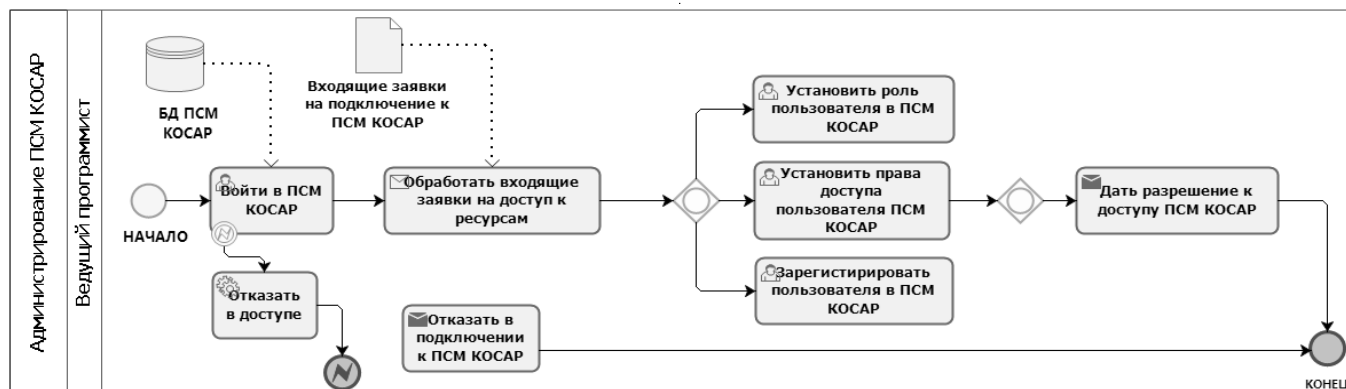 Администрирование ПСМ КОСАР
Ведущий программист
БД ПСМ
КОСАР
Входящие заявки
на подключение к
ПСМ КОСАР
НАЧАЛО
Войти в ПСМ
КОСАР
Обработать входящие
заявки на доступ к
ресурсам
Установить роль
пользователя в ПСМ
КОСАР
Установить права
доступа
пользователя ПСМ
КОСАР
Зарегистирировать
пользователя в ПСМ
КОСАР
Дать разрешение к
доступу ПСМ КОСАР
Отказать
в доступе
Отказать в
подключении
к ПСМ КОСАР
КОНЕЦ